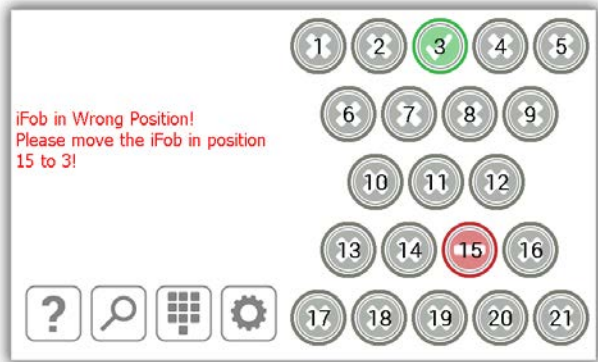 1 2 3 4 5
6 7 8 9
iFob in Wrong Position!
Please move the iFob in position
15 to 3!
10 11 12
13 14 15 16
?
17 18 19 20 21